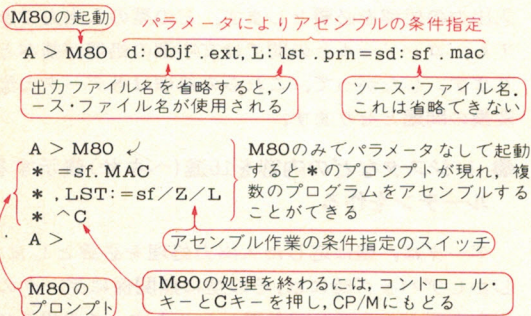 M80の起動
パラメータによりアセンブルの条件指定
A > M80 d: objf .ext, L: lst .prn=sd: sf .mac
出力ファイル名を省略すると,ソ
ース・ファイル名が使用される
ソース・ファイル名.
これは省略できない
A > M80 ↲
* =sf. MAC
* , LST:=sf/Z/L
* ^C
A >
M80のみでパラメータなしで起動
すると*のプロンプトが現れ, 複
数のプログラムをアセンブルする
ことができる
アセンブル作業の条件指定のスイッチ
M80の
プロンプト
M80の処理を終わるには, コントロール・
キーとCキーを押し, CP/Mにもどる